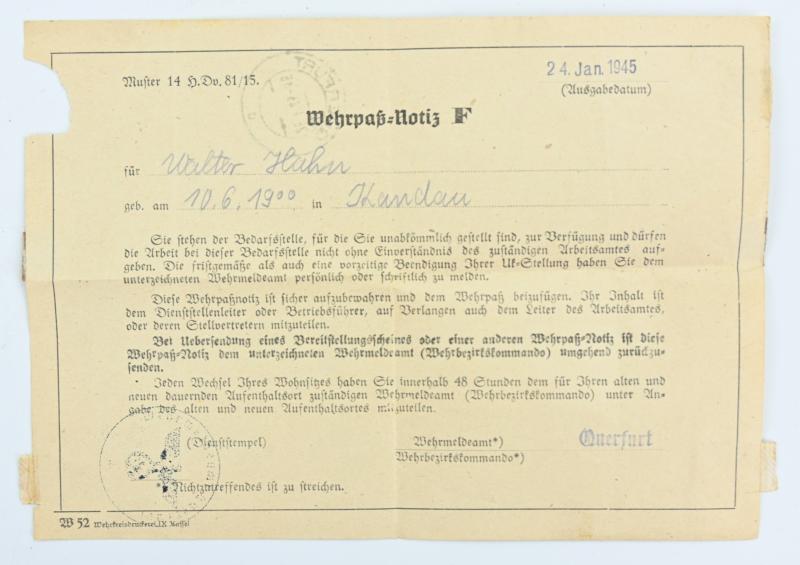 Muster 14 H.Dv. 81/15.
24. Jan. 1945
(Ausgabedatum)
Wehrpaß-Notiz F
für Walter Hahn
geb. am 10.6.1900 in Kandau
Sie stehen der Bedarfsstelle, für die Sie unabkömmlich gestellt sind, zur Verfügung und dürfen
die Arbeit bei dieser Bedarfsstelle nicht ohne Einverständnis des zuständigen Arbeitsamtes auf-
geben. Die fristgemäße als auch eine vorzeitige Beendigung Ihrer Uk-Stellung haben Sie dem
unterzeichneten Wehrmeldeamt persönlich oder schriftlich zu melden.
Diese Wehrpaßnotiz ist sicher aufzubewahren und dem Wehrpaß beizufügen. Ihr Inhalt ist
dem Dienststellenleiter oder Betriebsführer, auf Verlangen auch dem Leiter des Arbeitsamtes,
oder deren Stellvertretern mitzuteilen.
Bei Uebersendung eines Bereitstellungsscheines oder einer anderen Wehrpaß-Notiz ist diese
Wehrpaß-Notiz dem unterzeichneten Wehrmeldeamt (Wehrbezirkskommando) umgehend zurückzu-
senden.
Jeden Wechsel Ihres Wohnsitzes haben Sie innerhalb 48 Stunden dem für Ihren alten und
neuen dauernden Aufenthaltsort zuständigen Wehrmeldeamt (Wehrbezirkskommando) unter An-
gabe des alten und neuen Aufenthaltsortes mitzuteilen.
(Dienststempel)
Wehrmeldeamt*) Querfurt
Wehrbezirkskommando*)
Nichtzutreffendes ist zu streichen.
W 52 Wehrkreisdruckerei IX Kassel